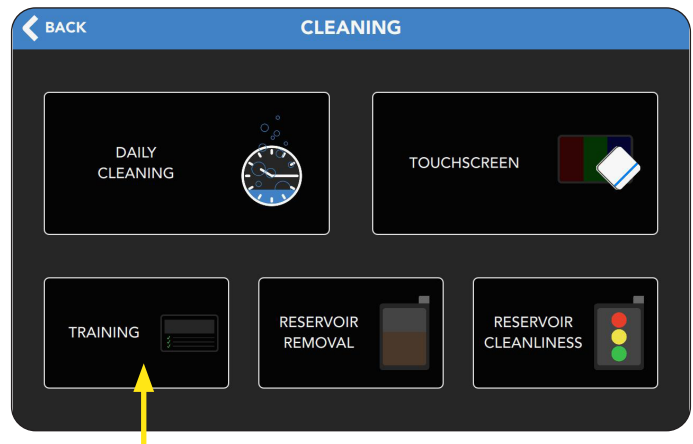 BACK
CLEANING
DAILY
CLEANING
TOUCHSCREEN
TRAINING
RESERVOIR
REMOVAL
RESERVOIR
CLEANLINESS